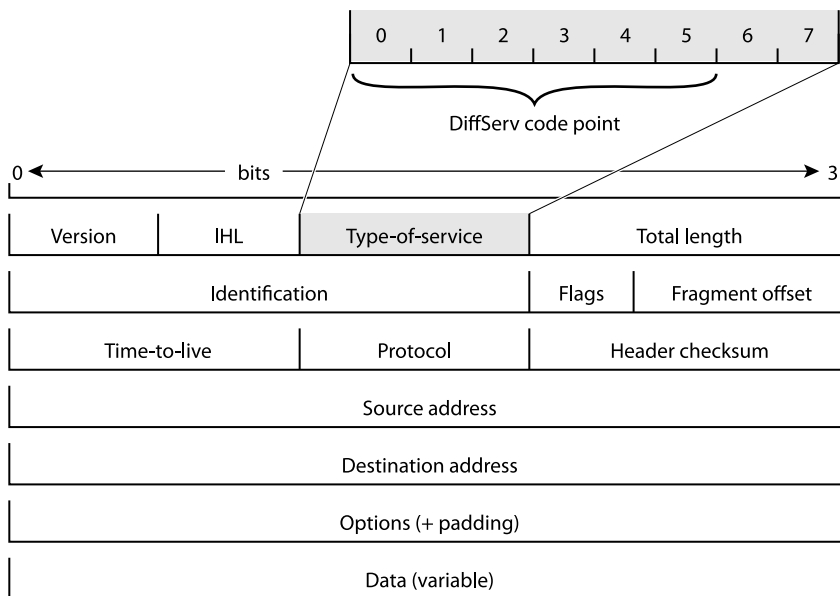 0 1 2 3 4 5 6 7
DiffServ code point
0 bits 3
Version IHL Type-of-service Total length
Identification Flags Fragment offset
Time-to-live Protocol Header checksum
Source address
Destination address
Options (+ padding)
Data (variable)